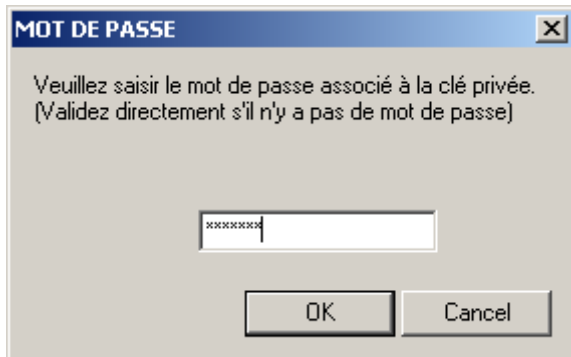 MOT DE PASSE
Veuillez saisir le mot de passe associé à la clé privée.
(Validez directement s'il n'y a pas de mot de passe)
*******
OK
Cancel